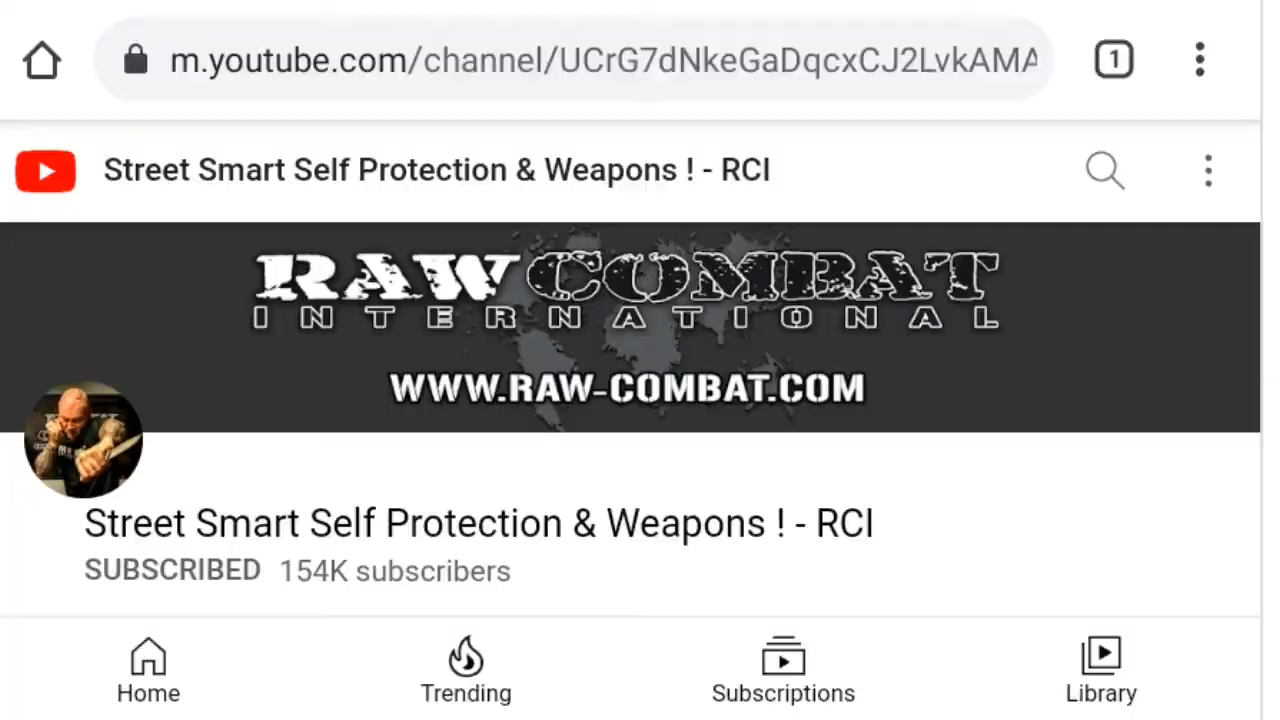 m.youtube.com/channel/UCrG7dNkeGaDqcxCJ2LvkAMA
1
Street Smart Self Protection & Weapons ! - RCI
RAW COMBAT
INTERNATIONAL
WWW.RAW-COMBAT.COM
Street Smart Self Protection & Weapons ! - RCI
SUBSCRIBED 154K subscribers
Home Trending Subscriptions Library